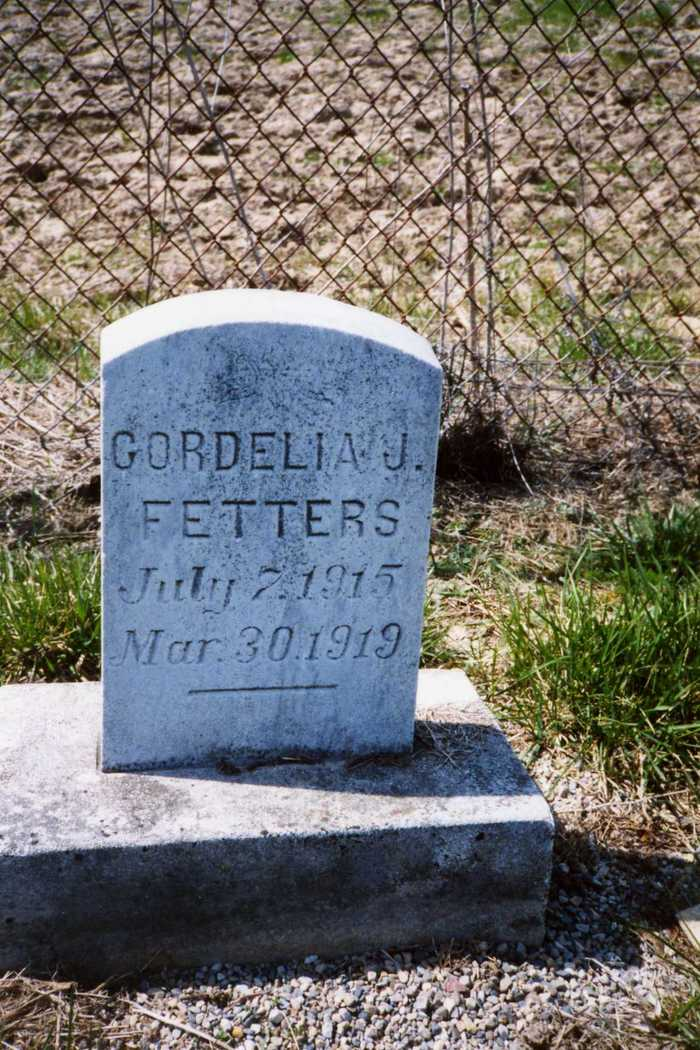 CORDELIA J.
FETTERS
July 7. 1915
Mar. 30. 1919